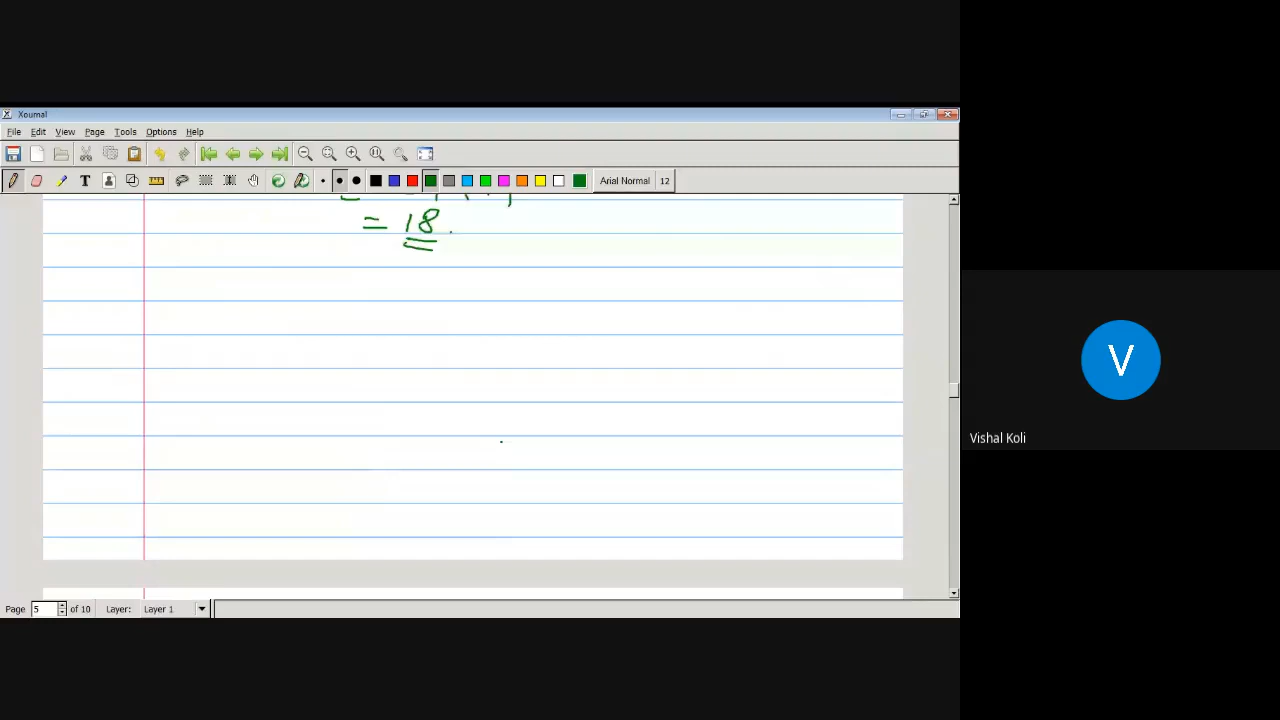 Xournal
File Edit View Page Tools Options Help
Arial Normal 12
= 18.
V
Vishal Koli
Page 5 of 10 Layer: Layer 1